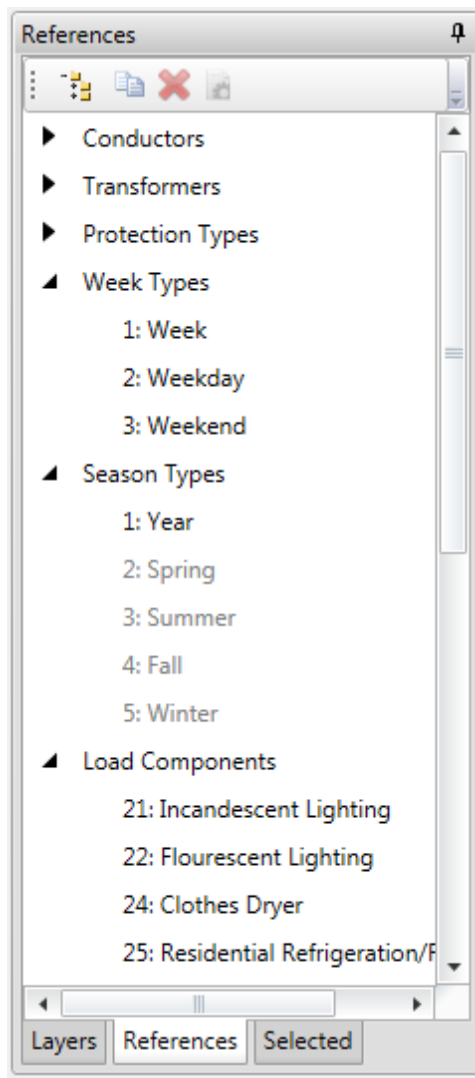 References
Conductors
Transformers
Protection Types
Week Types
1: Week
2: Weekday
3: Weekend
Season Types
1: Year
2: Spring
3: Summer
4: Fall
5: Winter
Load Components
21: Incandescent Lighting
22: Flourescent Lighting
24: Clothes Dryer
25: Residential Refrigeration/F
Layers References Selected